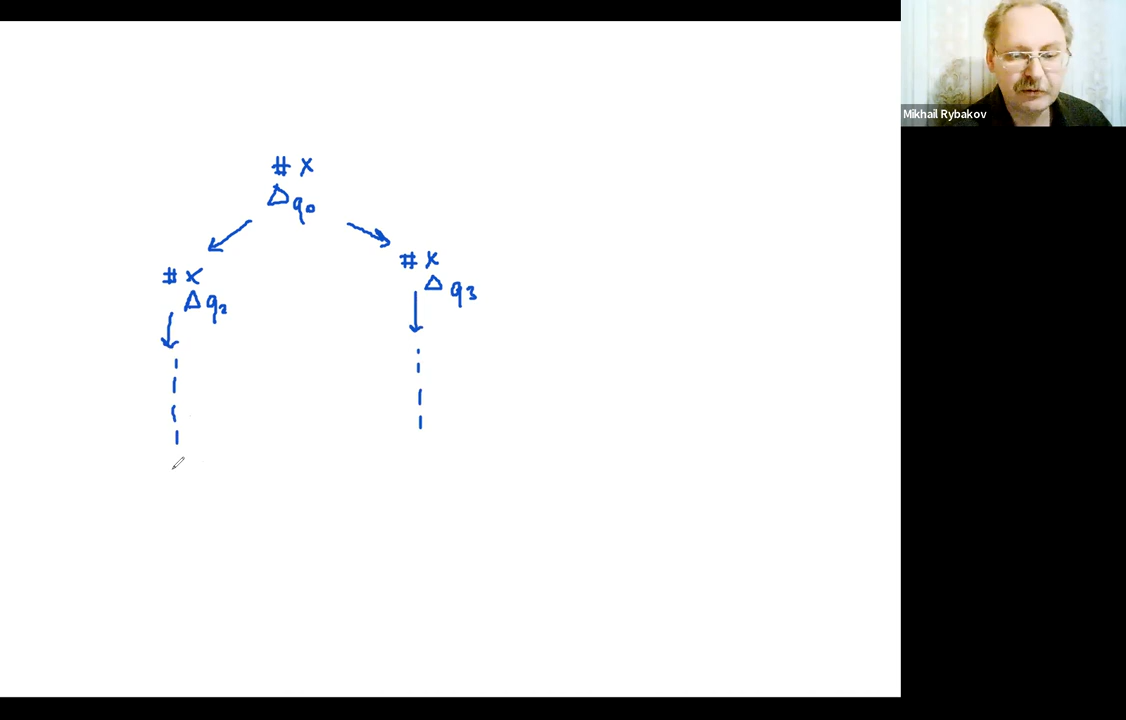 Mikhail Rybakov
# x
Δ q₀
# x
Δ q₂
# x
Δ q₃